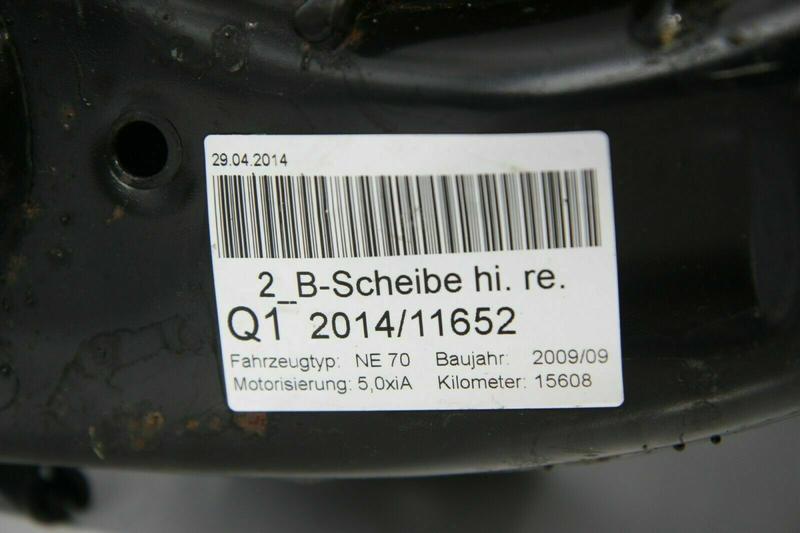 29.04.2014
2_B-Scheibe hi. re.
Q1 2014/11652
Fahrzeugtyp: NE 70 Baujahr: 2009/09
Motorisierung: 5,0xiA Kilometer: 15608